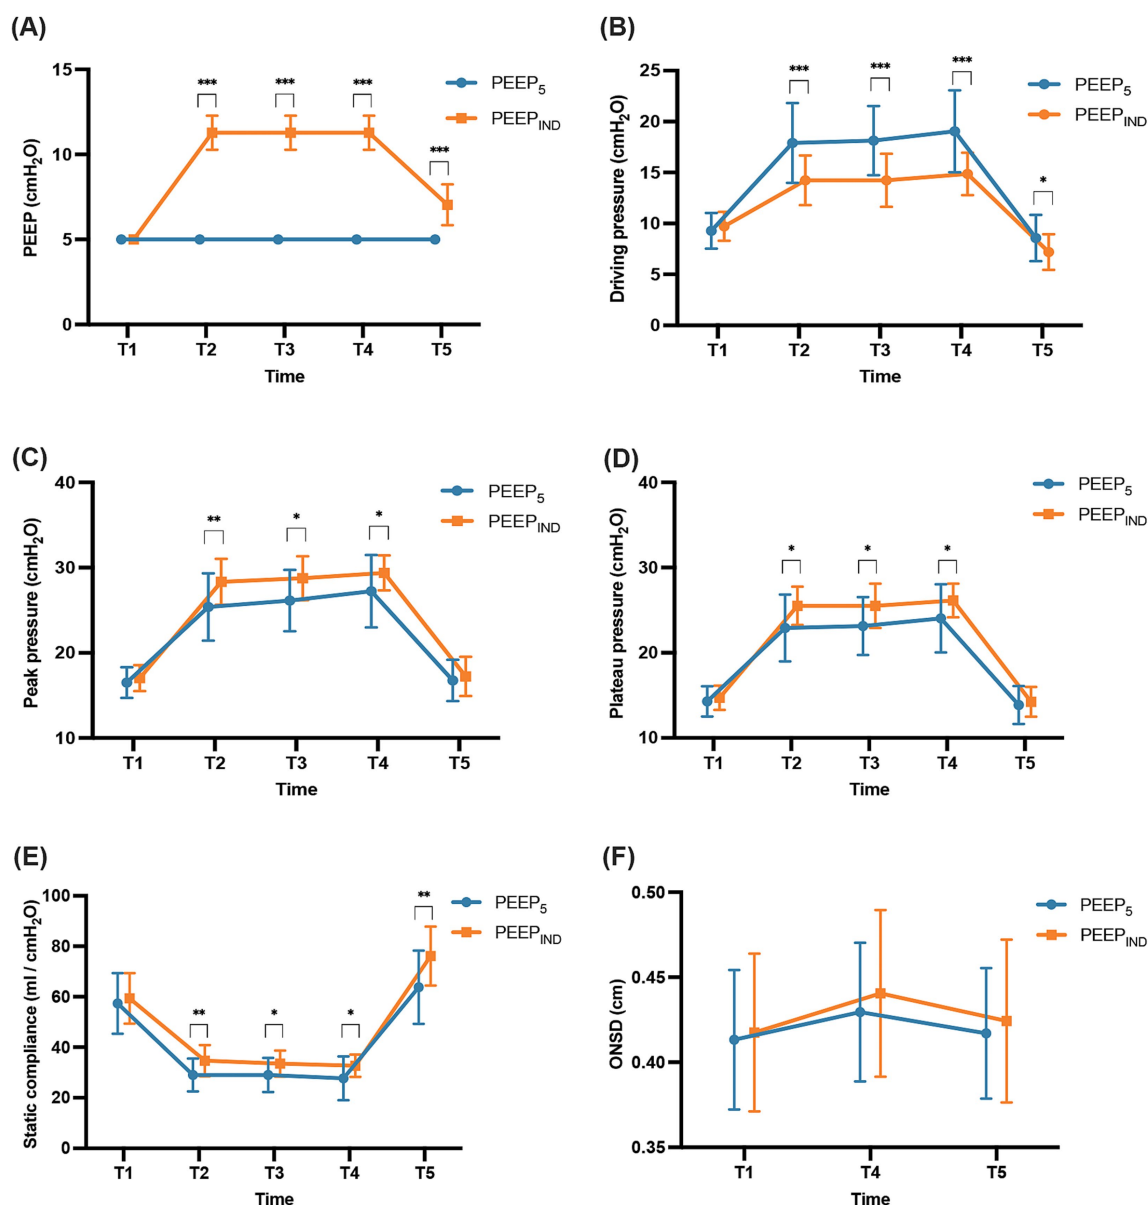 (A)
PEEP (cmH2O)
15
10
5
0
*** *** *** ***
PEEP5
PEEPIND
T1 T2 T3 T4 T5
Time
(B)
Driving pressure (cmH2O)
25
20
15
10
5
0
*** *** *** *
PEEP5
PEEPIND
T1 T2 T3 T4 T5
Time
(C)
Peak pressure (cmH2O)
40
30
20
10
** * *
PEEP5
PEEPIND
T1 T2 T3 T4 T5
Time
(D)
Plateau pressure (cmH2O)
40
30
20
10
* * *
PEEP5
PEEPIND
T1 T2 T3 T4 T5
Time
(E)
Static compliance (ml / cmH2O)
100
80
60
40
20
0
** * * **
PEEP5
PEEPIND
T1 T2 T3 T4 T5
Time
(F)
ONSD (cm)
0.50
0.45
0.40
0.35
PEEP5
PEEPIND
T1 T4 T5
Time